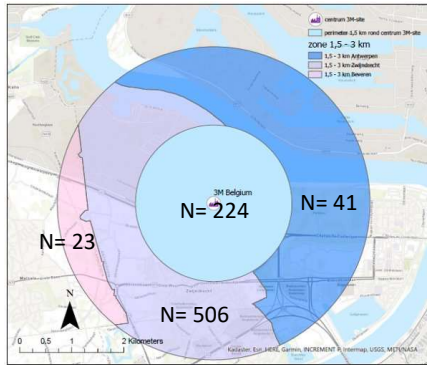 centrum 3M-site
perimeter 1,5 km rond centrum 3M-site
zone 1,5 - 3 km
1,5 - 3 km Antwerpen
1,5 - 3 km Zwijndrecht
1,5 - 3 km Beveren
3M Belgium
N= 224
N= 41
N= 23
N= 506
N
0 0,5 1 2 Kilometers
Kadaster, Esri, HERE, Garmin, INCREMENT P, Intermap, USGS, METI/NASA